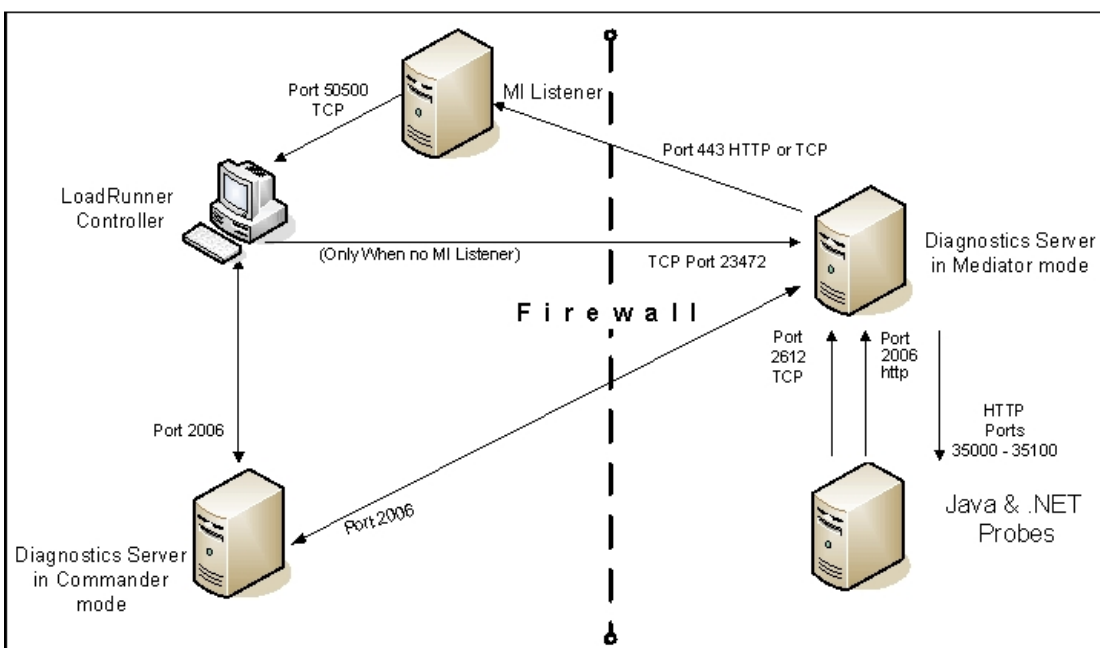 Port 50500
TCP
MI Listener
Port 443 HTTP or TCP
LoadRunner
Controller
(Only When no MI Listener)
TCP Port 23472
Diagnostics Server
in Mediator mode
Firewall
Port
2612
TCP
Port
2006
http
HTTP
Ports
35000 - 35100
Port 2006
Port 2006
Java & .NET
Probes
Diagnostics Server
in Commander
mode